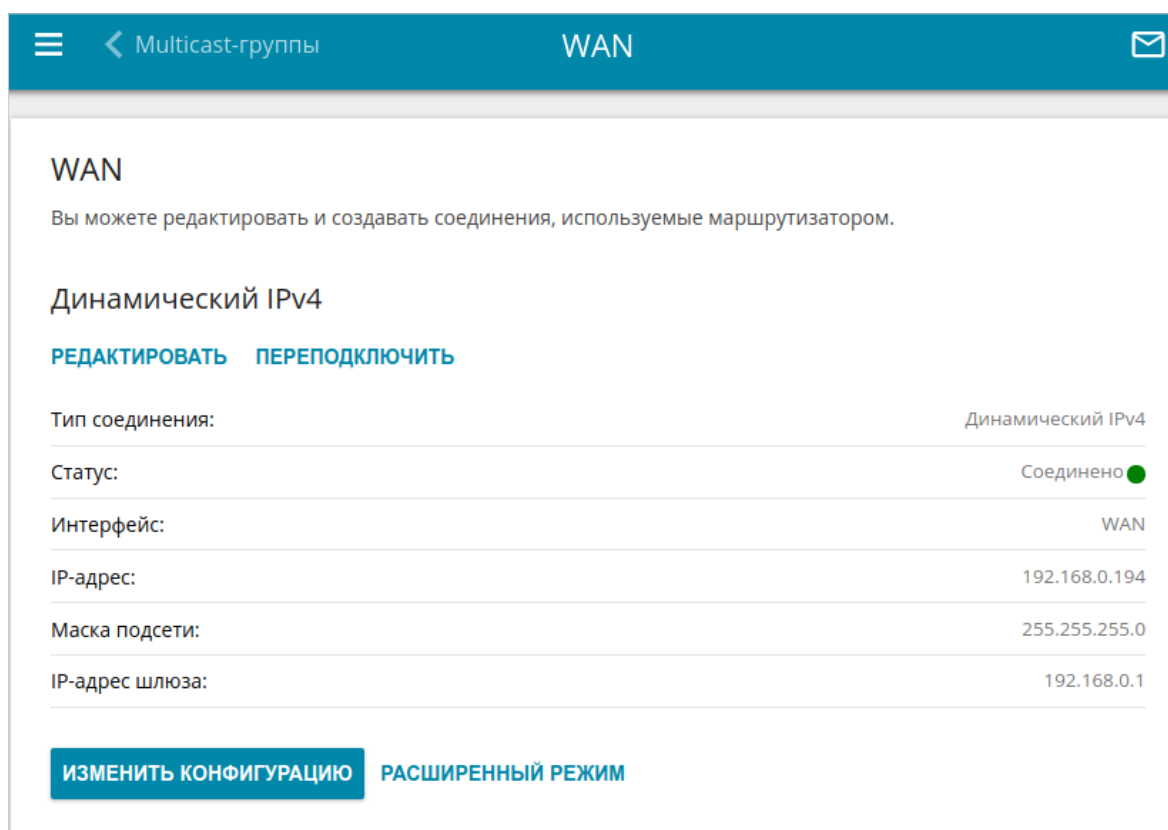 Multicast-группы
WAN
WAN
Вы можете редактировать и создавать соединения, используемые маршрутизатором.
Динамический IPv4
РЕДАКТИРОВАТЬ ПЕРЕПОДКЛЮЧИТЬ
Тип соединения: Динамический IPv4
Статус: Соединено
Интерфейс: WAN
IP-адрес: 192.168.0.194
Маска подсети: 255.255.255.0
IP-адрес шлюза: 192.168.0.1
ИЗМЕНИТЬ КОНФИГУРАЦИЮ РАСШИРЕННЫЙ РЕЖИМ